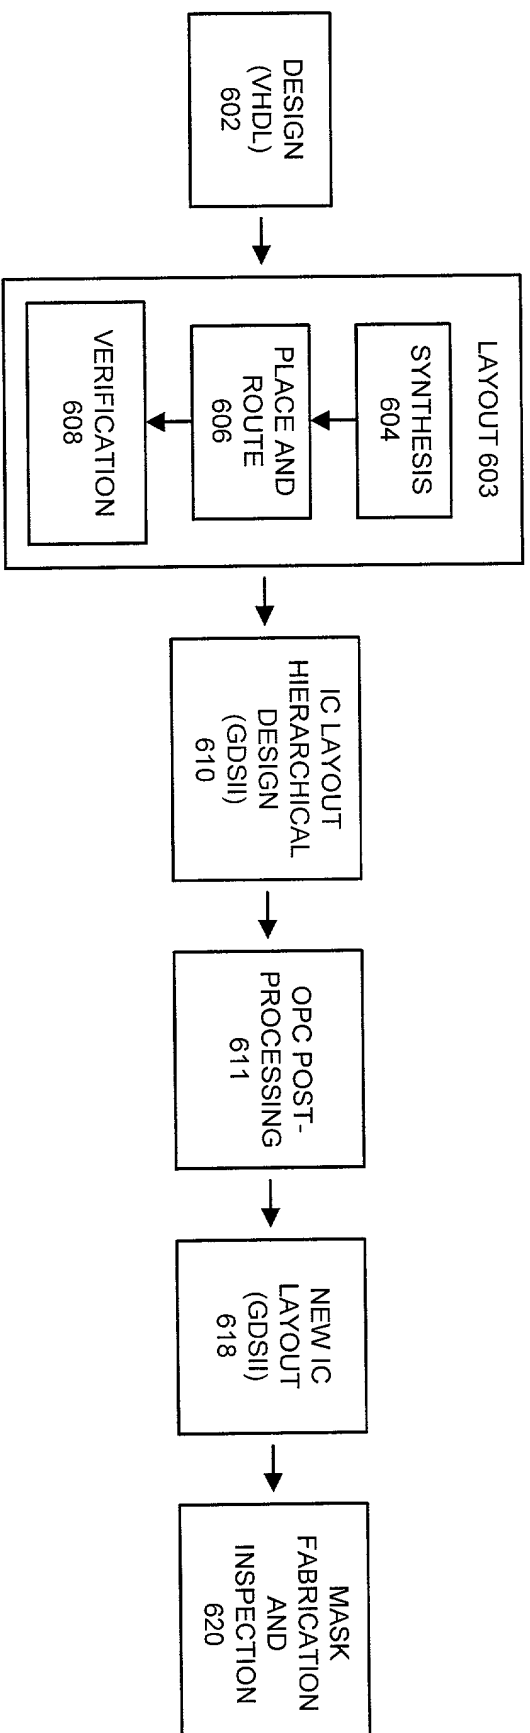 DESIGN
(VHDL)
602
LAYOUT 603
SYNTHESIS
604
PLACE AND
ROUTE
606
VERIFICATION
608
IC LAYOUT
HIERARCHICAL
DESIGN
(GDSII)
610
OPC POST-
PROCESSING
611
NEW IC
LAYOUT
(GDSII)
618
MASK
FABRICATION
AND
INSPECTION
620